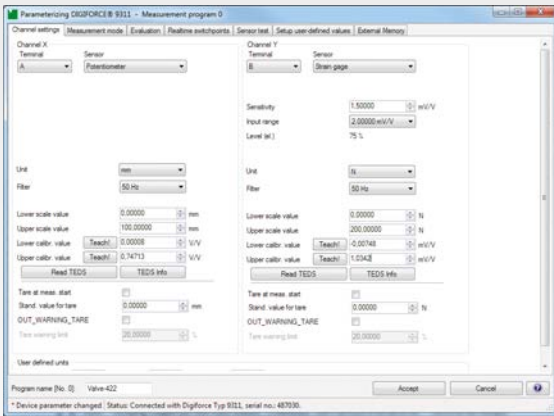 Parameterizing DIGIFORCE® 9311 - Measurement program 0
Channel settings Measurement mode Evaluation Realtime switchpoints Sensor test Setup user-defined values External Memory
Channel X
Terminal Sensor
A Potentiometer
Unit mm
Filter 50 Hz
Lower scale value 0,00000 mm
Upper scale value 100,00000 mm
Lower calibr. value Teach! 0,00008 V/V
Upper calibr. value Teach! 0,74713 V/V
Read TEDS TEDS Info
Tare at meas. start
Stand. value for tare 0,00000 mm
OUT_WARNING_TARE
Tare warning limit 20,00000 %
Channel Y
Terminal Sensor
B Strain gage
Sensitivity 1,50000 mV/V
Input range 2.00000 mV/V
Level (el.) 75 %
Unit N
Filter 50 Hz
Lower scale value 0,00000 N
Upper scale value 200,00000 N
Lower calibr. value Teach! -0,00748 mV/V
Upper calibr. value Teach! 1,0342 mV/V
Read TEDS TEDS Info
Tare at meas. start
Stand. value for tare 0,00000 N
OUT_WARNING_TARE
Tare warning limit 20,00000 %
User defined units
Program name [No. 0] Valve-422 Accept Cancel
* Device parameter changed Status: Connected with Digiforce Typ 9311, serial no.: 487030.